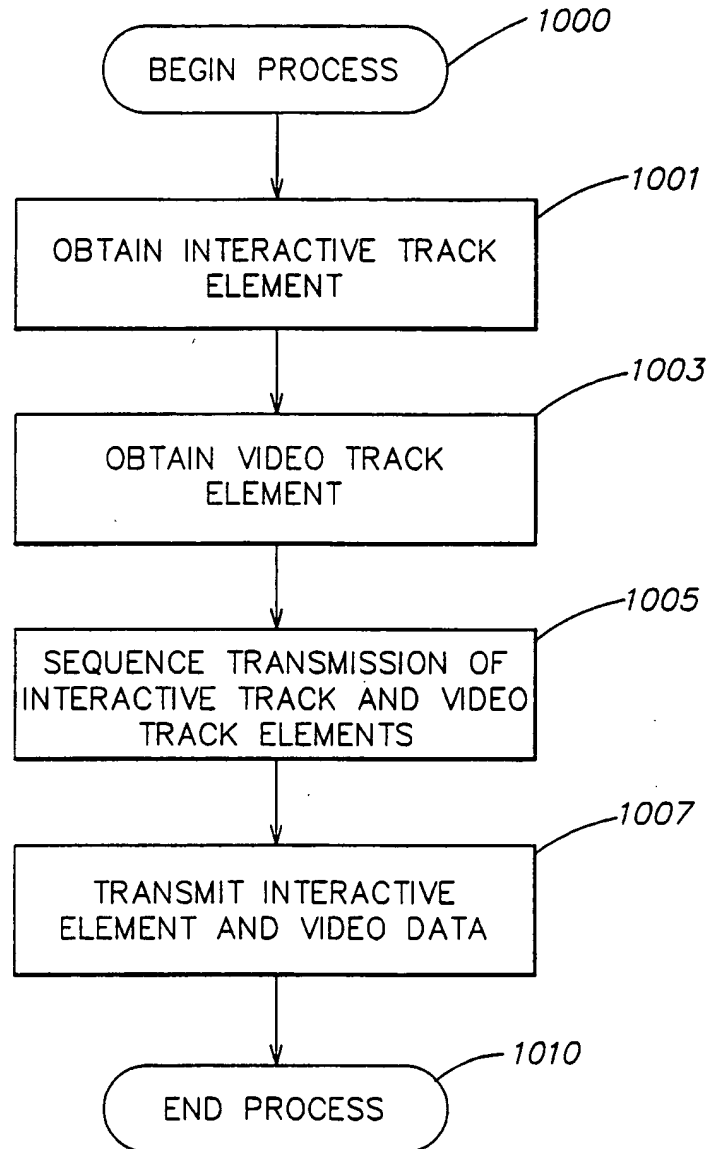 1000
BEGIN PROCESS
1001
OBTAIN INTERACTIVE TRACK
ELEMENT
1003
OBTAIN VIDEO TRACK
ELEMENT
1005
SEQUENCE TRANSMISSION OF
INTERACTIVE TRACK AND VIDEO
TRACK ELEMENTS
1007
TRANSMIT INTERACTIVE
ELEMENT AND VIDEO DATA
1010
END PROCESS